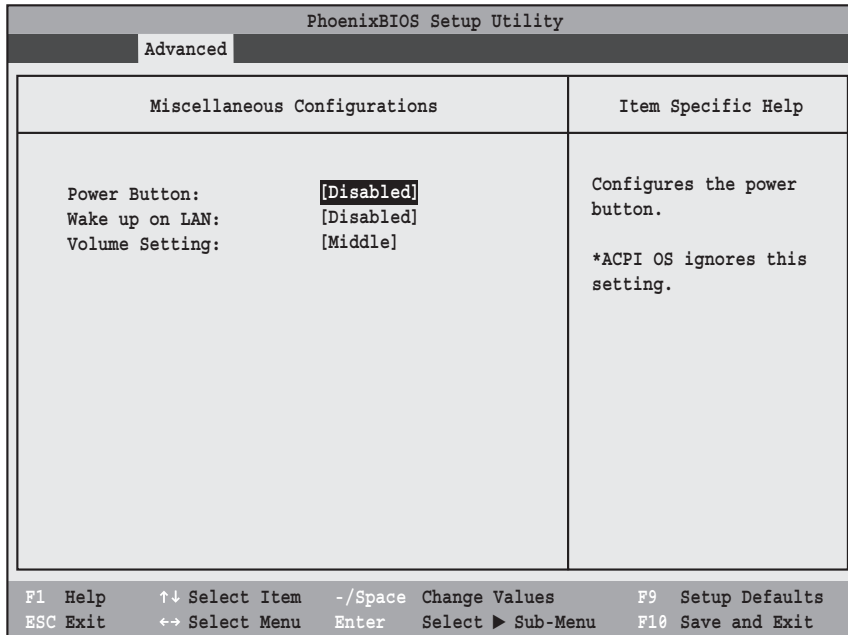 PhoenixBIOS Setup Utility
Advanced
Miscellaneous Configurations
Item Specific Help
Power Button: [Disabled]
Wake up on LAN: [Disabled]
Volume Setting: [Middle]
Configures the power
button.
*ACPI OS ignores this
setting.
F1 Help ↑↓ Select Item -/Space Change Values F9 Setup Defaults
ESC Exit ←→ Select Menu Enter Select ▶ Sub-Menu F10 Save and Exit